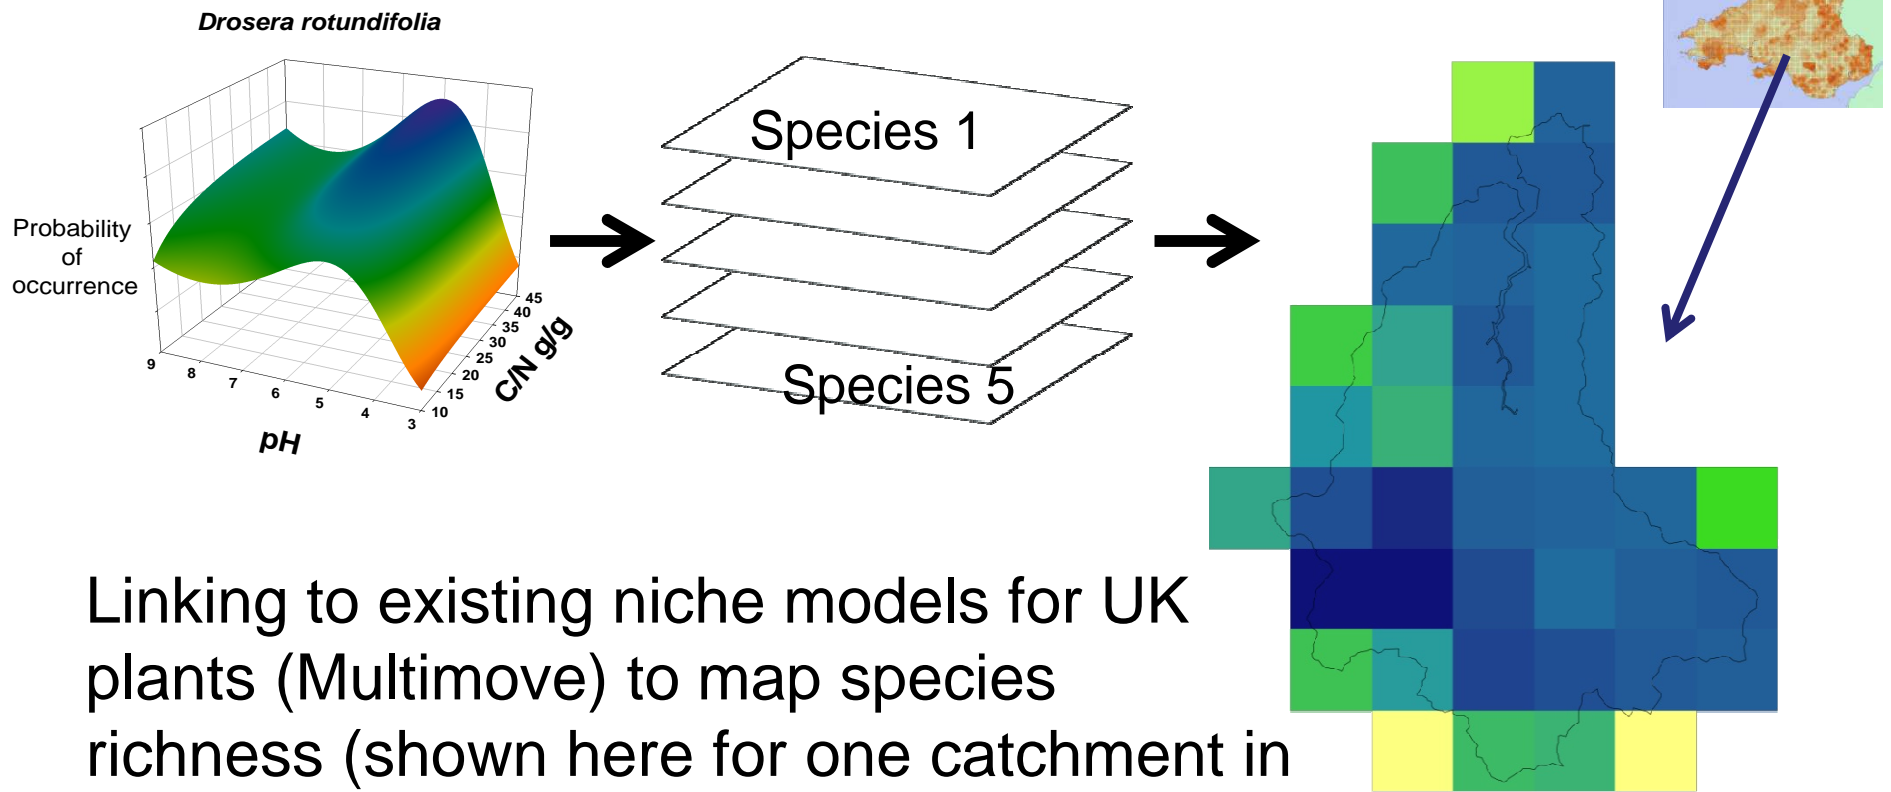 Drosera rotundifolia
Probability
of
occurrence
9
8
7
6
5
4
3
pH
45
40
35
30
25
20
15
10
C/N g/g
Species 1
Species 5
Linking to existing niche models for UK
plants (Multimove) to map species
richness (shown here for one catchment in